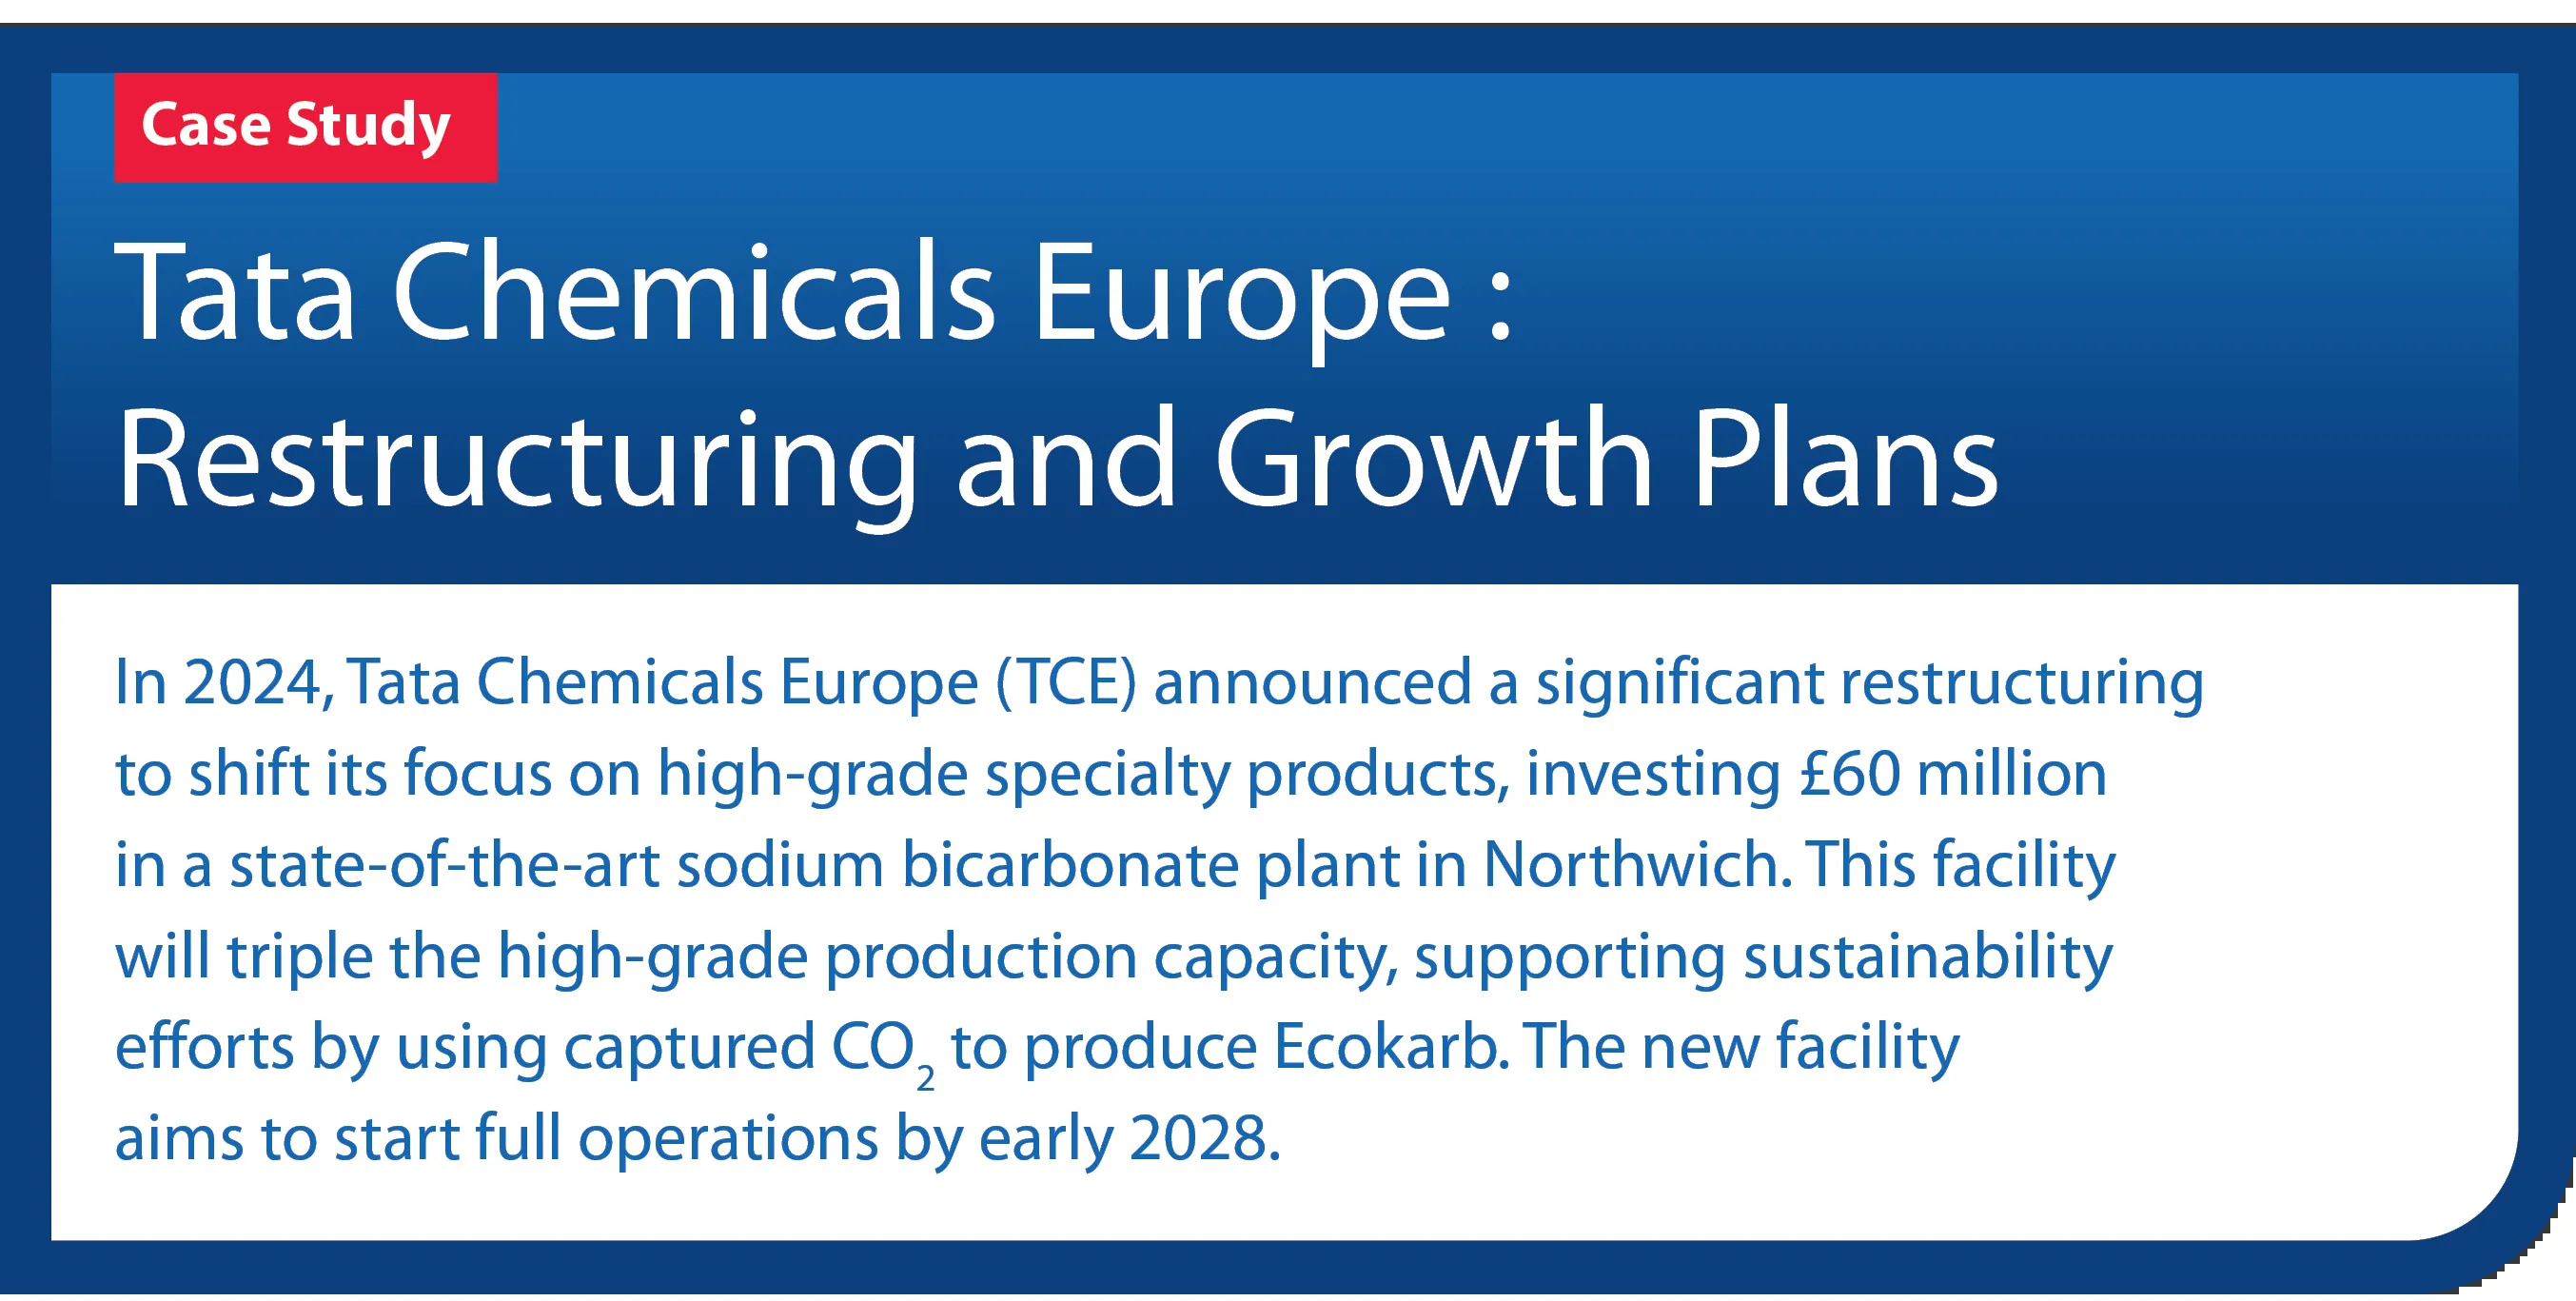 Case Study
Tata Chemicals Europe :
Restructuring and Growth Plans
In 2024, Tata Chemicals Europe (TCE) announced a significant restructuring
to shift its focus on high-grade specialty products, investing £60 million
in a state-of-the-art sodium bicarbonate plant in Northwich. This facility
will triple the high-grade production capacity, supporting sustainability
efforts by using captured CO₂ to produce Ecokarb. The new facility
aims to start full operations by early 2028.